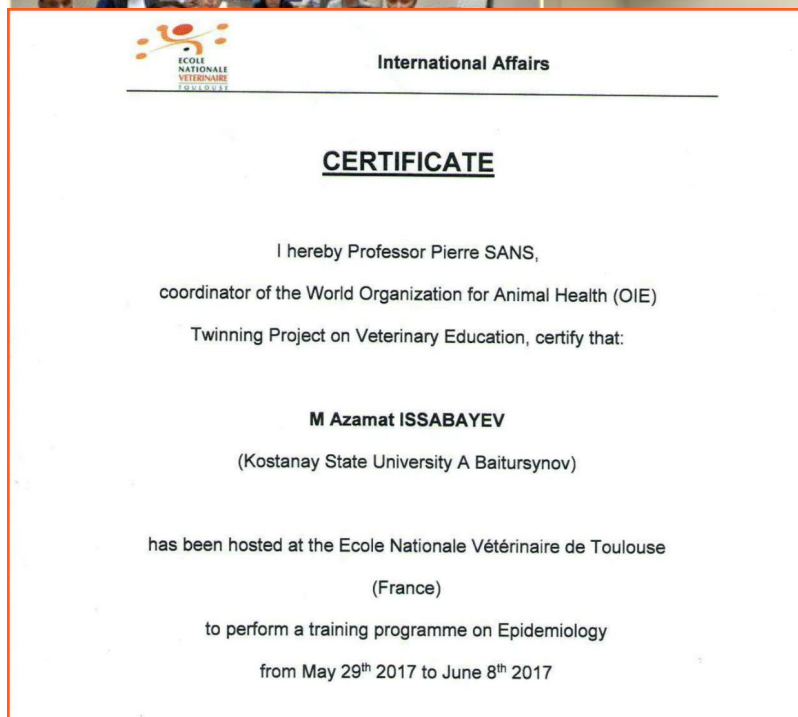 ECOLE
NATIONALE
VETERINAIRE
TOULOUSE
International Affairs
CERTIFICATE
I hereby Professor Pierre SANS,
coordinator of the World Organization for Animal Health (OIE)
Twinning Project on Veterinary Education, certify that:
M Azamat ISSABAYEV
(Kostanay State University A Baitursynov)
has been hosted at the Ecole Nationale Vétérinaire de Toulouse
(France)
to perform a training programme on Epidemiology
from May 29th 2017 to June 8th 2017